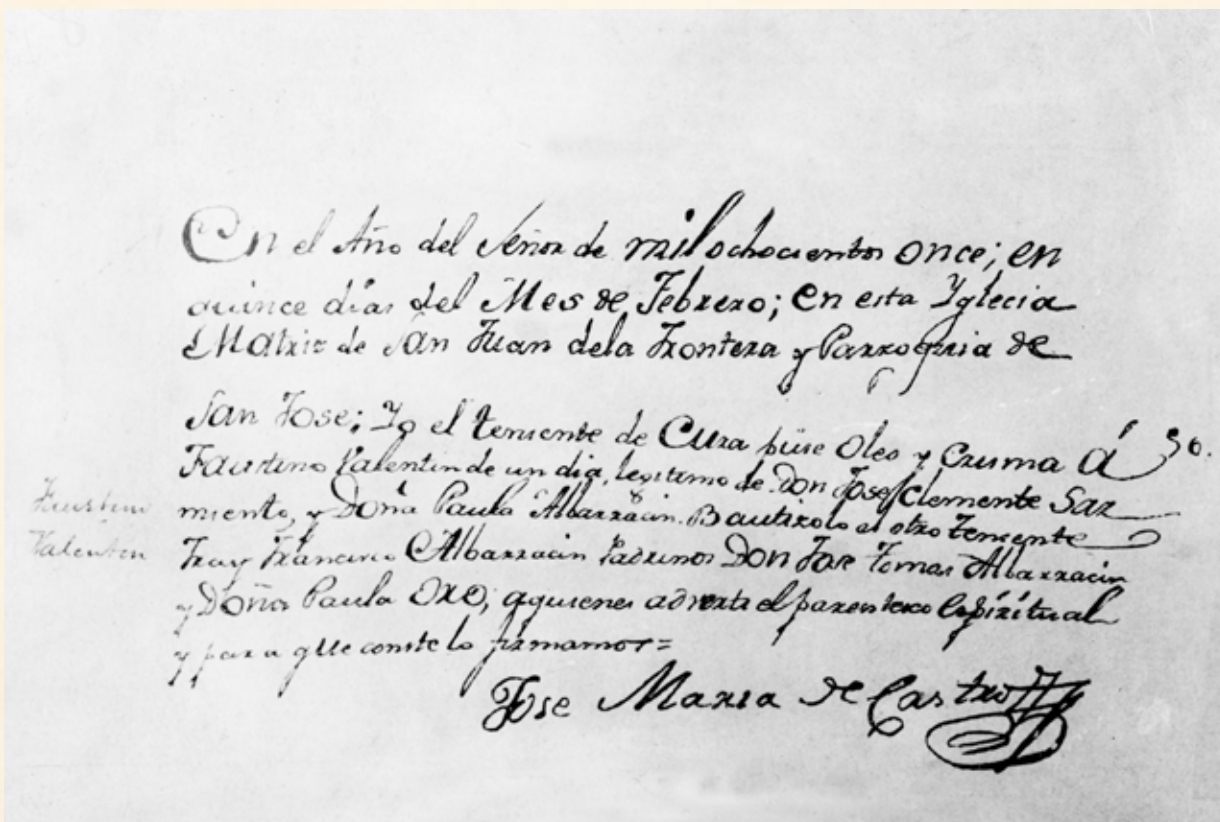 En el Año del Señor de mil ochocientos once; en
quince dias del Mes de Febrero; en esta Yglecia
Matriz de San Juan dela Frontera y Parroquia de
San Jose; Yo el teniente de Cura puse Oleo y Crisma á
Faustino Valentin de un dia, legitimo de Don Jose Clemente Sar
miento, y Doña Paula Albarracin. Bautizolo el otro teniente
Fray Francisco Albarracin Padrinos Don Jose Tomas Albarracin
y Doña Paula Oro, aquienes adverti el parentesco Espiritual
y para que conste lo firmamos=
Jose Maria de Castro
Faustino
Valentin